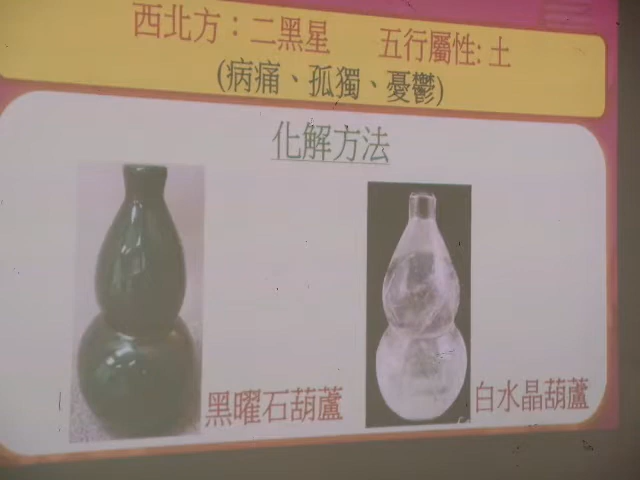 西北方：二黑星　五行屬性: 土
(病痛、孤獨、憂鬱)
化解方法
黑曜石葫蘆
白水晶葫蘆